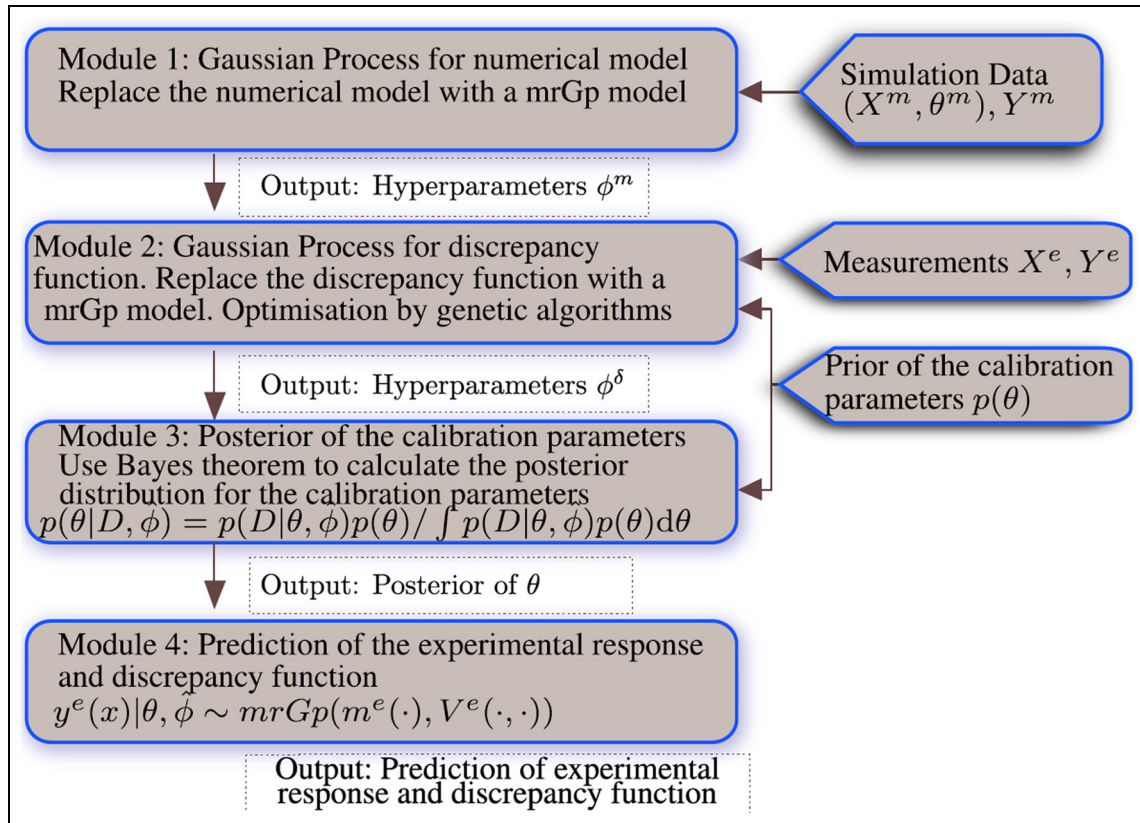 Module 1: Gaussian Process for numerical model
Replace the numerical model with a mrGp model
Simulation Data
(X^m, θ^m), Y^m
Output: Hyperparameters φ^m
Module 2: Gaussian Process for discrepancy
function. Replace the discrepancy function with a
mrGp model. Optimisation by genetic algorithms
Measurements X^e, Y^e
Prior of the calibration
parameters p(θ)
Output: Hyperparameters φ^δ
Module 3: Posterior of the calibration parameters
Use Bayes theorem to calculate the posterior
distribution for the calibration parameters
p(θ|D, φ̂) = p(D|θ, φ̂)p(θ)/ ∫ p(D|θ, φ̂)p(θ)dθ
Output: Posterior of θ
Module 4: Prediction of the experimental response
and discrepancy function
y^e(x)|θ, φ̂ ∼ mrGp(m^e(·), V^e(·, ·))
Output: Prediction of experimental
response and discrepancy function